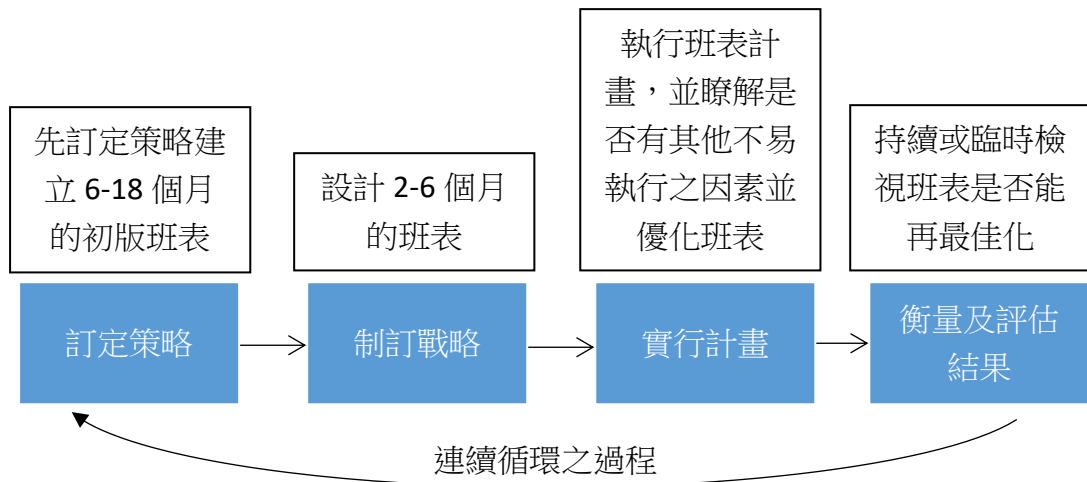 先訂定策略建
立 6-18 個月
的初版班表
設計 2-6 個月
的班表
執行班表計
畫，並瞭解是
否有其他不易
執行之因素並
優化班表
持續或臨時檢
視班表是否能
再最佳化
訂定策略
制訂戰略
實行計畫
衡量及評估
結果
連續循環之過程